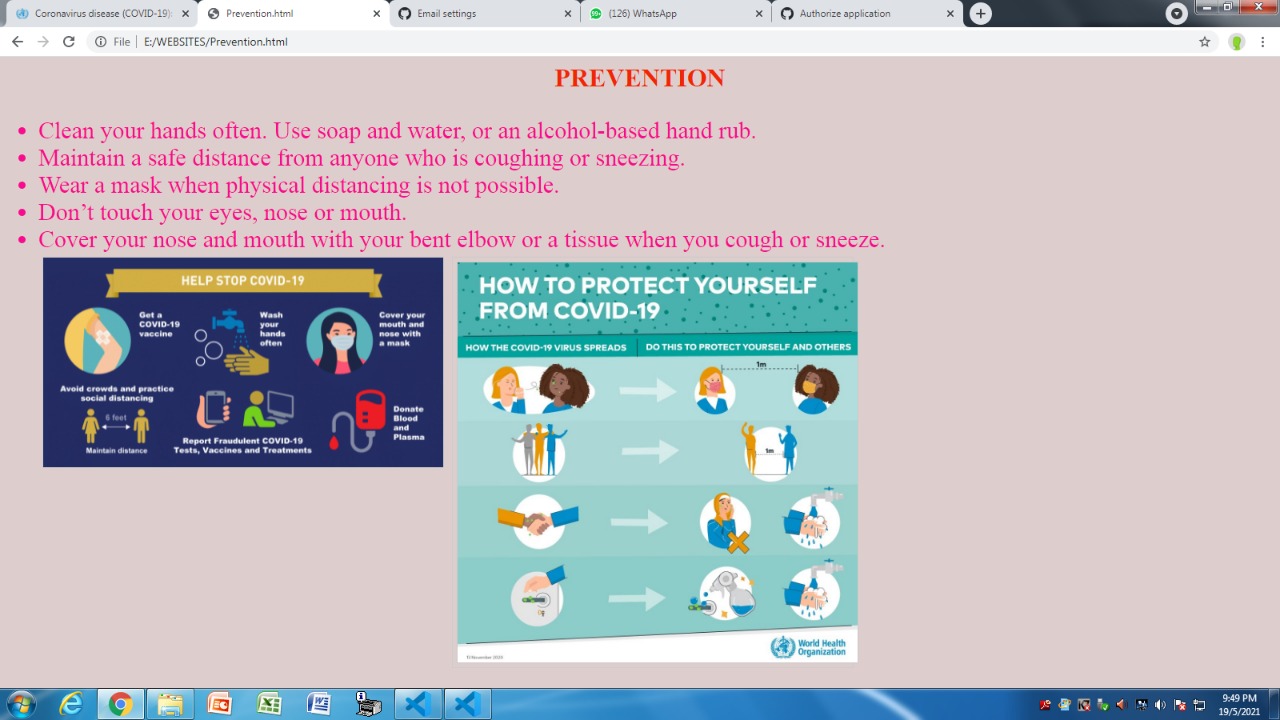 Coronavirus disease (COVID-19):
Prevention.html
Email settings
99+
(126) WhatsApp
Authorize application
File
E:/WEBSITES/Prevention.html
PREVENTION
• Clean your hands often. Use soap and water, or an alcohol-based hand rub.
• Maintain a safe distance from anyone who is coughing or sneezing.
• Wear a mask when physical distancing is not possible.
• Don’t touch your eyes, nose or mouth.
• Cover your nose and mouth with your bent elbow or a tissue when you cough or sneeze.
HELP STOP COVID-19
Get a
COVID-19
vaccine
Wash
your
hands
often
Cover your
mouth and
nose with
a mask
Avoid crowds and practice
social distancing
6 feet
Maintain distance
Report Fraudulent COVID-19
Tests, Vaccines and Treatments
Donate
Blood
and
Plasma
HOW TO PROTECT YOURSELF
FROM COVID-19
HOW THE COVID-19 VIRUS SPREADS
DO THIS TO PROTECT YOURSELF AND OTHERS
1m
1m
World Health
Organization
9:49 PM
19/5/2021